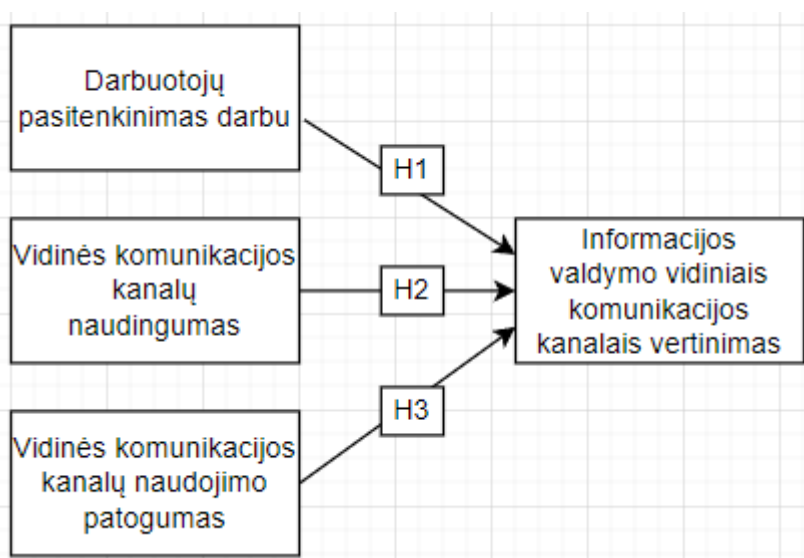 Darbuotojų
pasitenkinimas darbu
H1
Vidinės komunikacijos
kanalų
naudingumas
H2
Informacijos
valdymo vidiniais
komunikacijos
kanalais vertinimas
H3
Vidinės komunikacijos
kanalų naudojimo
patogumas